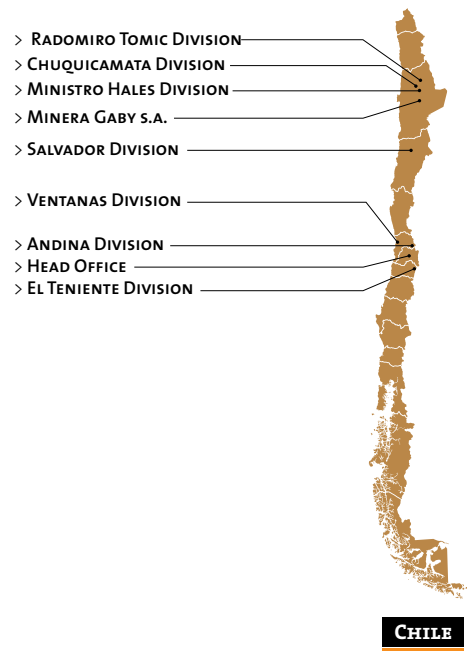 > Radomiro Tomic Division
> Chuquicamata Division
> Ministro Hales Division
> Minera Gaby s.a.
> Salvador Division
> Ventanas Division
> Andina Division
> Head Office
> El Teniente Division
Chile